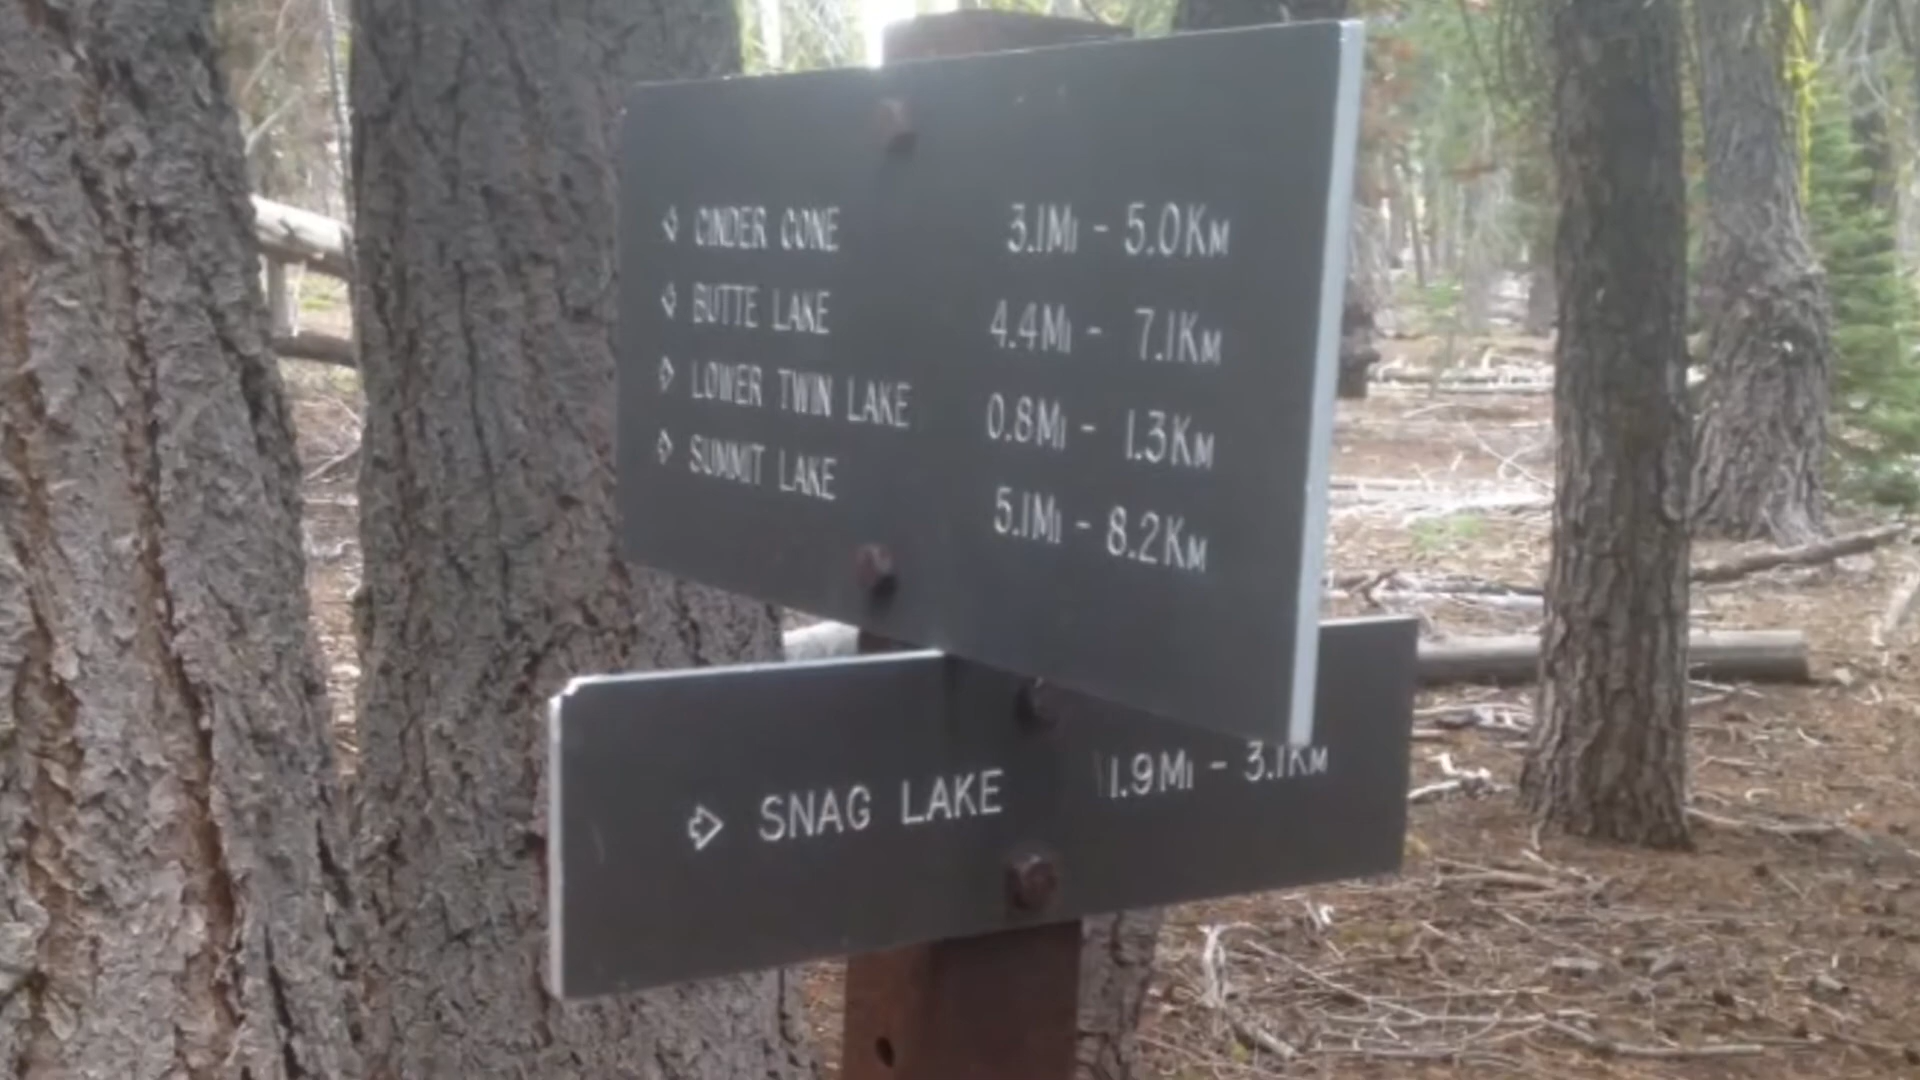 CINDER CONE 3.1MI - 5.0KM
BUTTE LAKE 4.4MI - 7.1KM
LOWER TWIN LAKE 0.8MI - 1.3KM
SUMMIT LAKE 5.1MI - 8.2KM
SNAG LAKE 1.9MI - 3.1KM